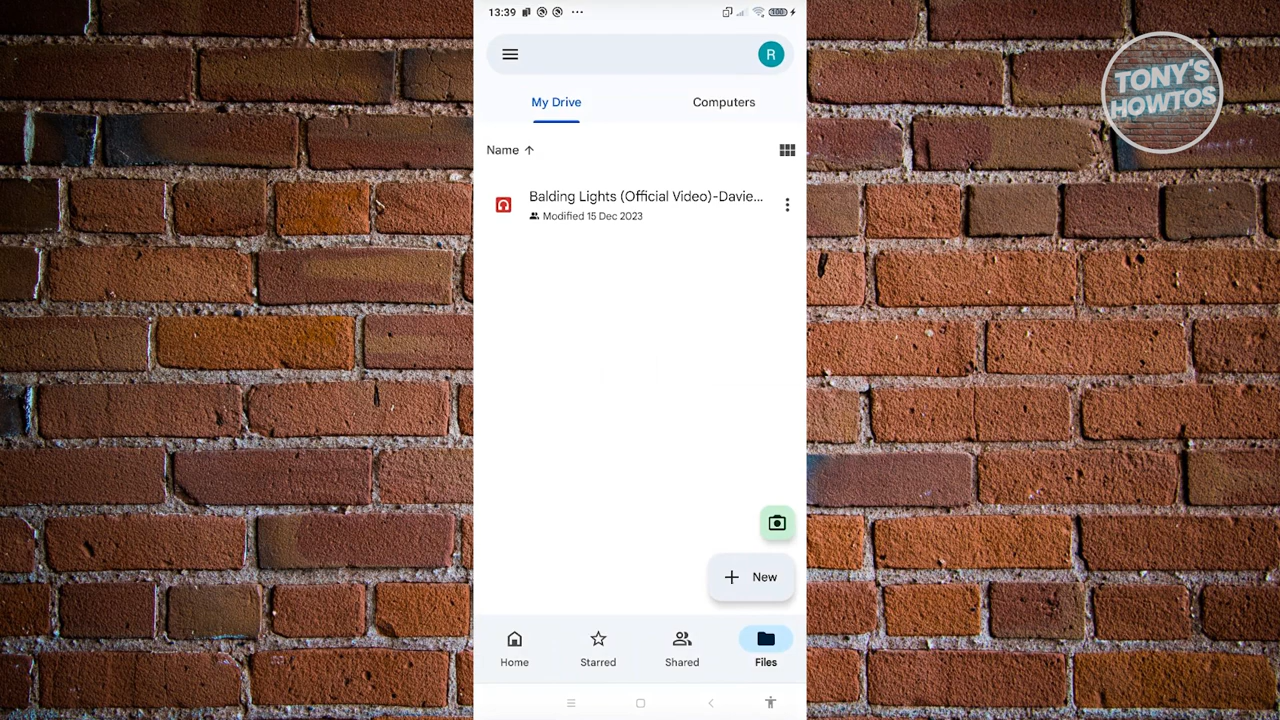 13:39
100
R
TONY'S
HOWTOS
My Drive
Computers
Name
Balding Lights (Official Video)-Davie...
Modified 15 Dec 2023
New
Home
Starred
Shared
Files